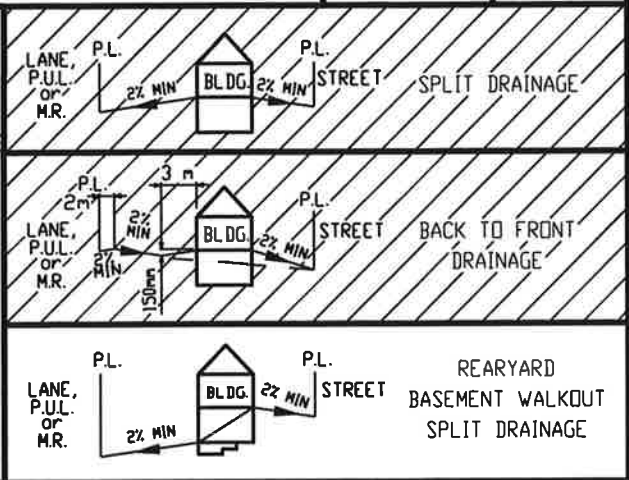 P.L.
P.L.
LANE,
P.U.L.
or
M.R.
2% MIN
BLDG.
2% MIN
STREET
SPLIT DRAINAGE
3 m
P.L.
2m
P.L.
LANE,
P.U.L.
or
M.R.
2%
MIN
2%
MIN
150mm
BLDG.
2% MIN
STREET
BACK TO FRONT
DRAINAGE
P.L.
P.L.
LANE,
P.U.L.
or
M.R.
2% MIN
BLDG.
2% MIN
STREET
REARYARD
BASEMENT WALKOUT
SPLIT DRAINAGE